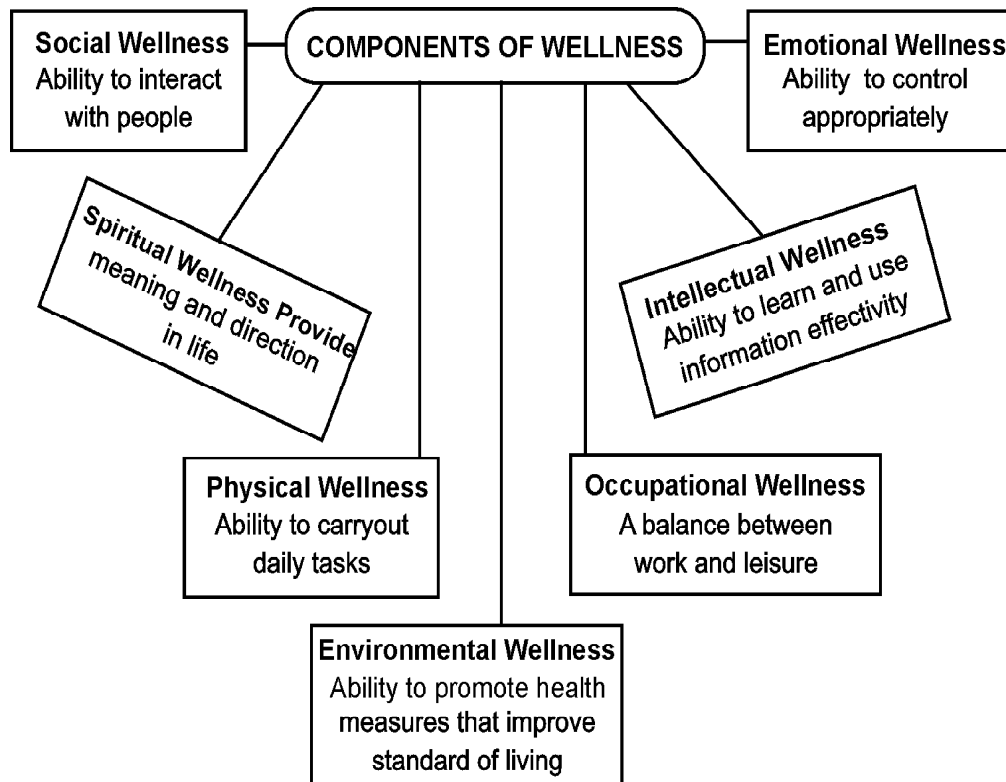 COMPONENTS OF WELLNESS
Social Wellness
Ability to interact
with people
Emotional Wellness
Ability to control
appropriately
Spiritual Wellness Provide
meaning and direction
in life
Intellectual Wellness
Ability to learn and use
information effectivity
Physical Wellness
Ability to carryout
daily tasks
Occupational Wellness
A balance between
work and leisure
Environmental Wellness
Ability to promote health
measures that improve
standard of living